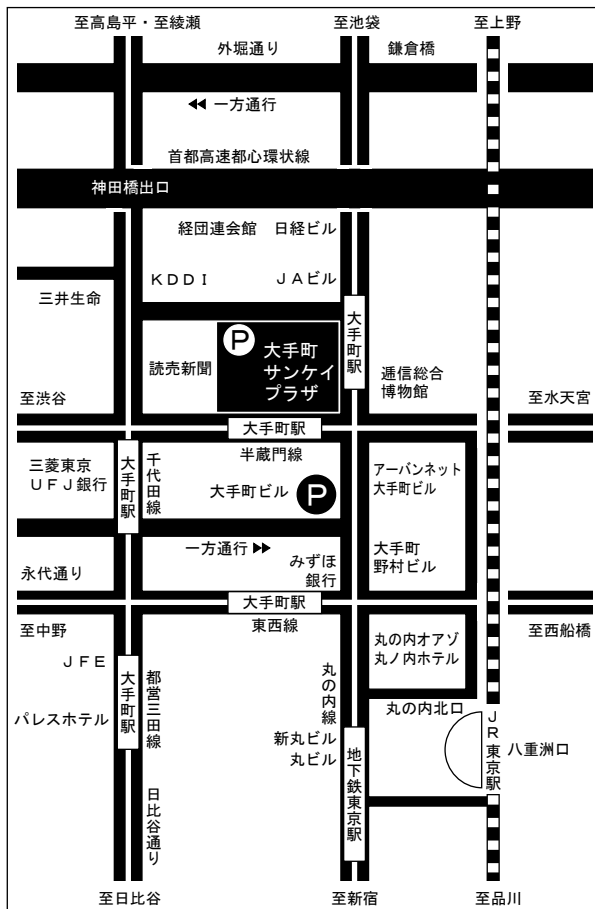 至高島平・至綾瀬
至池袋
至上野
外堀通り
鎌倉橋
一方通行
首都高速都心環状線
神田橋出口
経団連会館
日経ビル
KDDI
JAビル
三井生命
大手町駅
P
大手町
サンケイ
プラザ
読売新聞
逓信総合
博物館
至渋谷
至水天宮
大手町駅
半蔵門線
三菱東京
UFJ銀行
大手町駅
千代田線
大手町ビル
P
アーバンネット
大手町ビル
一方通行
みずほ
銀行
大手町
野村ビル
永代通り
大手町駅
東西線
至中野
至西船橋
JFE
大手町駅
都営三田線
丸の内線
丸の内オアゾ
丸ノ内ホテル
パレスホテル
新丸ビル
丸ビル
丸の内北口
JR東京駅
八重洲口
地下鉄東京駅
日比谷通り
至日比谷
至新宿
至品川